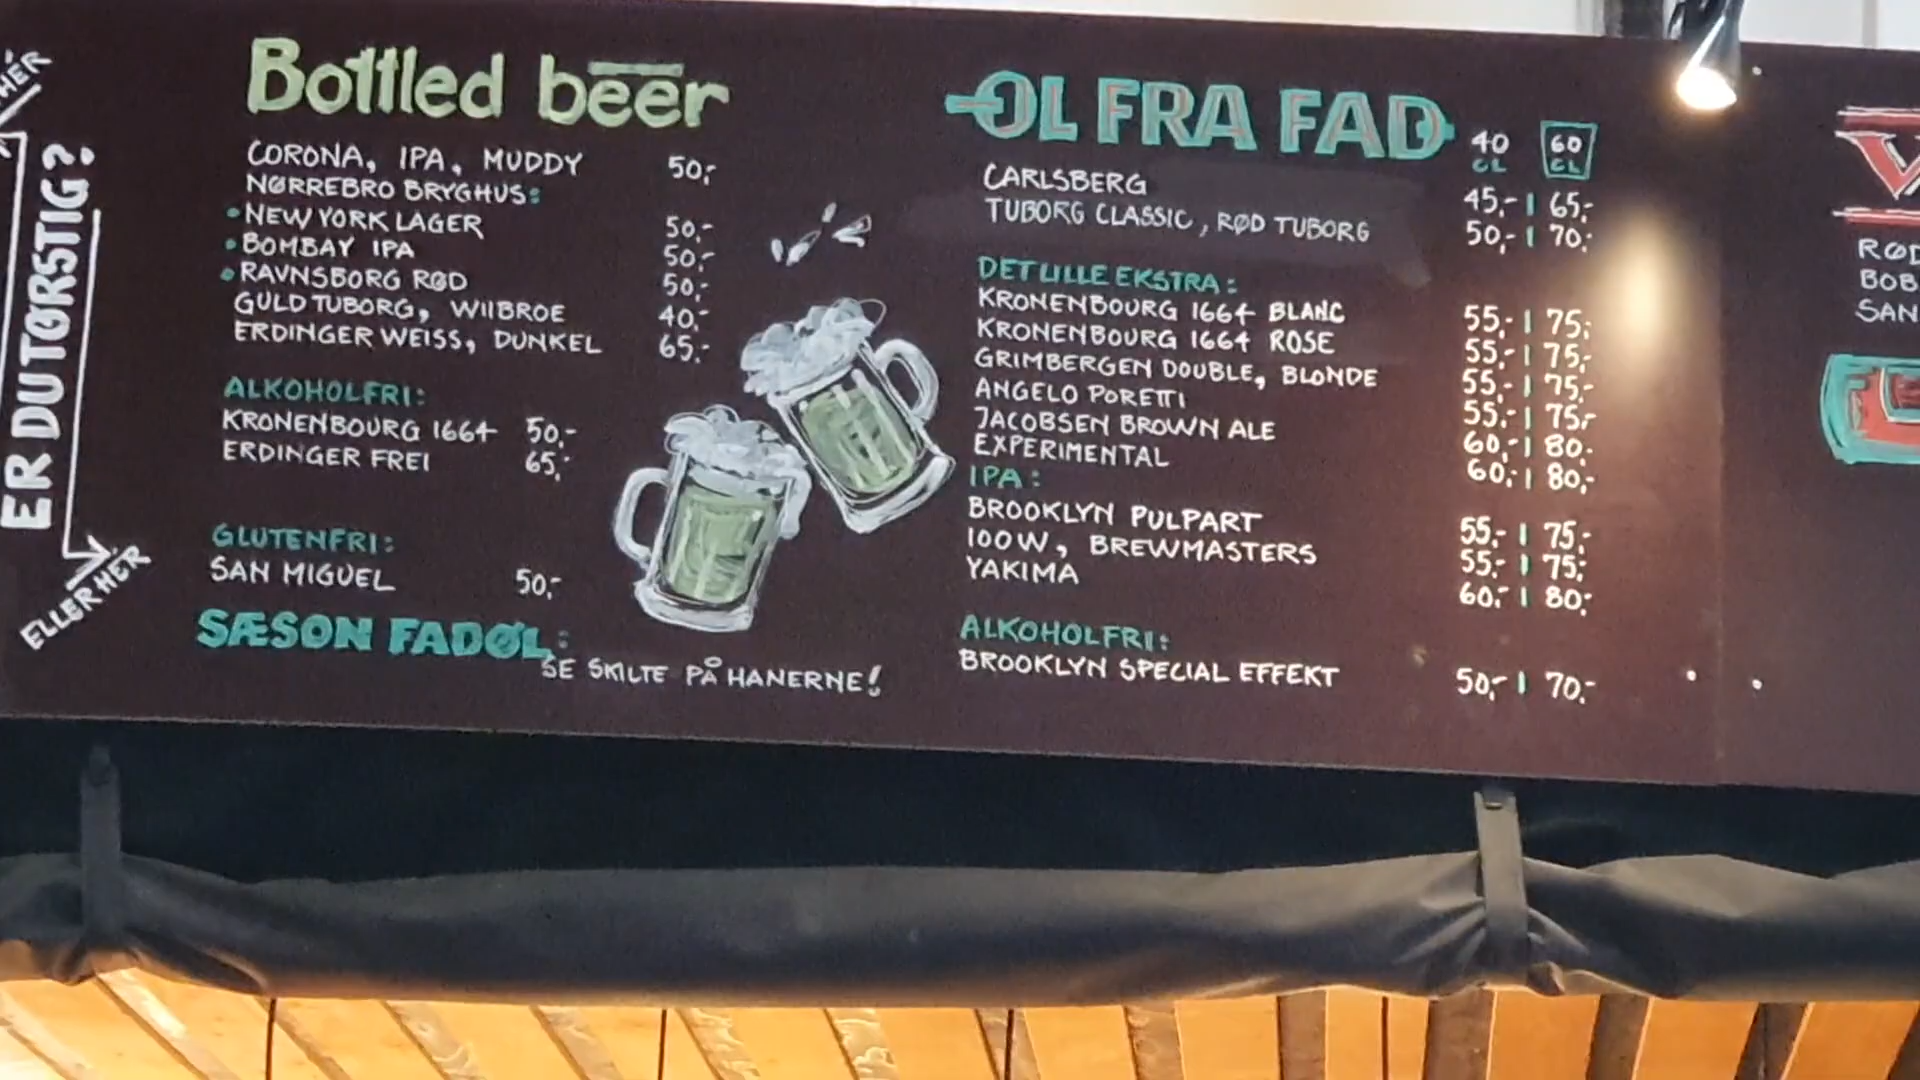 HER
ER DU TØRSTIG?
ELLER HER
Bottled beer
CORONA, IPA, MUDDY 50,-
NØRREBRO BRYGHUS:
• NEW YORK LAGER 50,-
• BOMBAY IPA 50,-
• RAVNSBORG RØD 50,-
GULD TUBORG, WIIBROE 40,-
ERDINGER WEISS, DUNKEL 65,-
ALKOHOLFRI:
KRONENBOURG 1664 50,-
ERDINGER FREI 65,-
GLUTENFRI:
SAN MIGUEL 50,-
SÆSON FADØL:
SE SKILTE PÅ HANERNE!
ØL FRA FAD 40 CL 60 CL
CARLSBERG 45,- | 65,-
TUBORG CLASSIC, RØD TUBORG 50,- | 70,-
DET LILLE EKSTRA:
KRONENBOURG 1664 BLANC 55,- | 75,-
KRONENBOURG 1664 ROSE 55,- | 75,-
GRIMBERGEN DOUBLE, BLONDE 55,- | 75,-
ANGELO PORETTI 55,- | 75,-
JACOBSEN BROWN ALE 60,- | 80,-
EXPERIMENTAL 60,- | 80,-
IPA:
BROOKLYN PULPART 55,- | 75,-
100W, BREWMASTERS 55,- | 75,-
YAKIMA 60,- | 80,-
ALKOHOLFRI:
BROOKLYN SPECIAL EFFEKT 50,- | 70,-
RØD
BOB
SAN